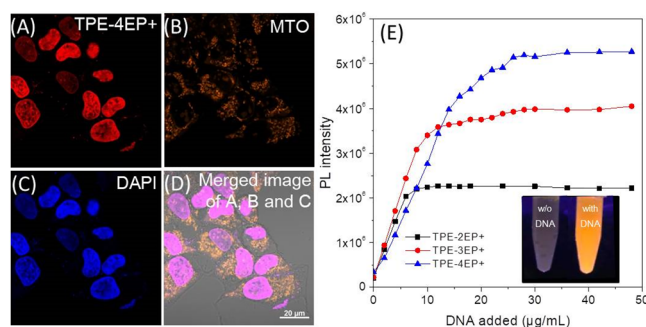 (A) TPE-4EP+
(B) MTO
(C) DAPI
(D) Merged image
of A, B and C
20 µm
(E)
6x10⁶
5x10⁶
4x10⁶
3x10⁶
2x10⁶
1x10⁶
0
PL intensity
w/o
DNA
with
DNA
TPE-2EP+
TPE-3EP+
TPE-4EP+
0 10 20 30 40 50
DNA added (µg/mL)